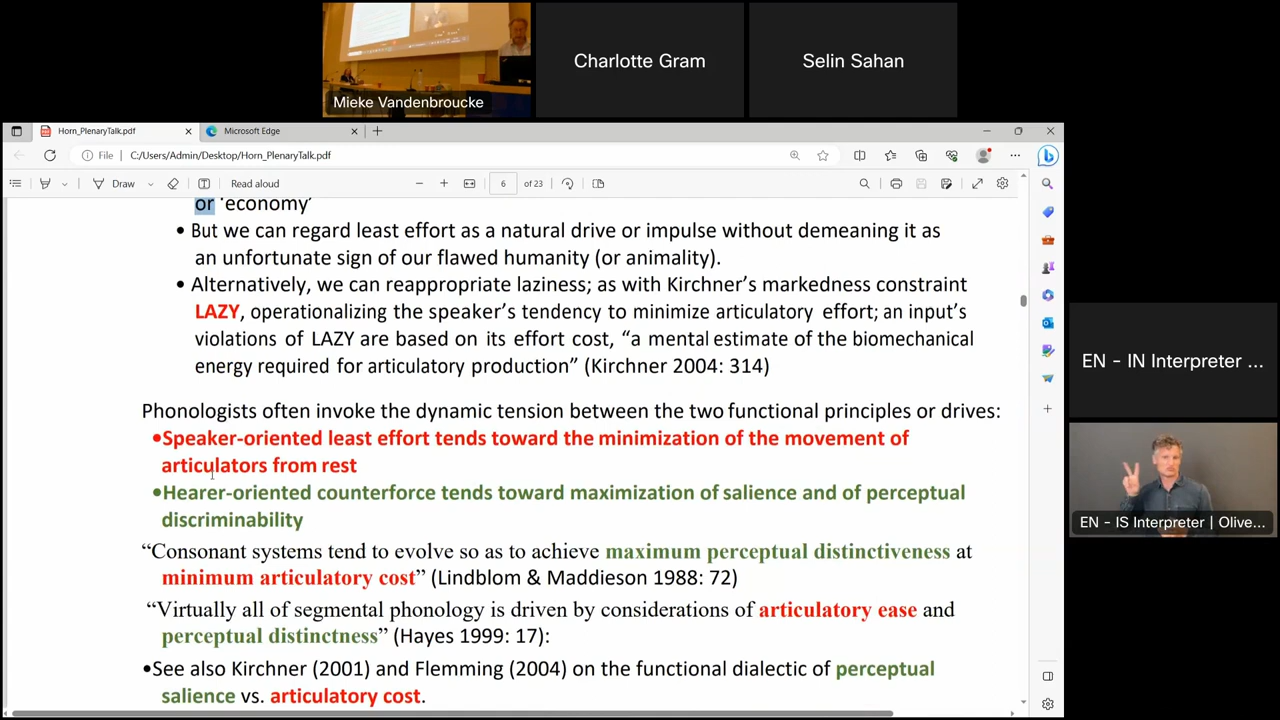 Mieke Vandenbroucke
Charlotte Gram
Selin Sahan
Horn_PlenaryTalk.pdf
Microsoft Edge
File
C:/Users/Admin/Desktop/Horn_PlenaryTalk.pdf
Draw
Read aloud
6
of 23
or ‘economy’
• But we can regard least effort as a natural drive or impulse without demeaning it as
an unfortunate sign of our flawed humanity (or animality).
• Alternatively, we can reappropriate laziness; as with Kirchner’s markedness constraint
LAZY, operationalizing the speaker’s tendency to minimize articulatory effort; an input’s
violations of LAZY are based on its effort cost, “a mental estimate of the biomechanical
energy required for articulatory production” (Kirchner 2004: 314)
Phonologists often invoke the dynamic tension between the two functional principles or drives:
•Speaker-oriented least effort tends toward the minimization of the movement of
articulators from rest
•Hearer-oriented counterforce tends toward maximization of salience and of perceptual
discriminability
“Consonant systems tend to evolve so as to achieve maximum perceptual distinctiveness at
minimum articulatory cost” (Lindblom & Maddieson 1988: 72)
“Virtually all of segmental phonology is driven by considerations of articulatory ease and
perceptual distinctness” (Hayes 1999: 17):
•See also Kirchner (2001) and Flemming (2004) on the functional dialectic of perceptual
salience vs. articulatory cost.
EN - IN Interpreter ...
EN - IS Interpreter | Olive...